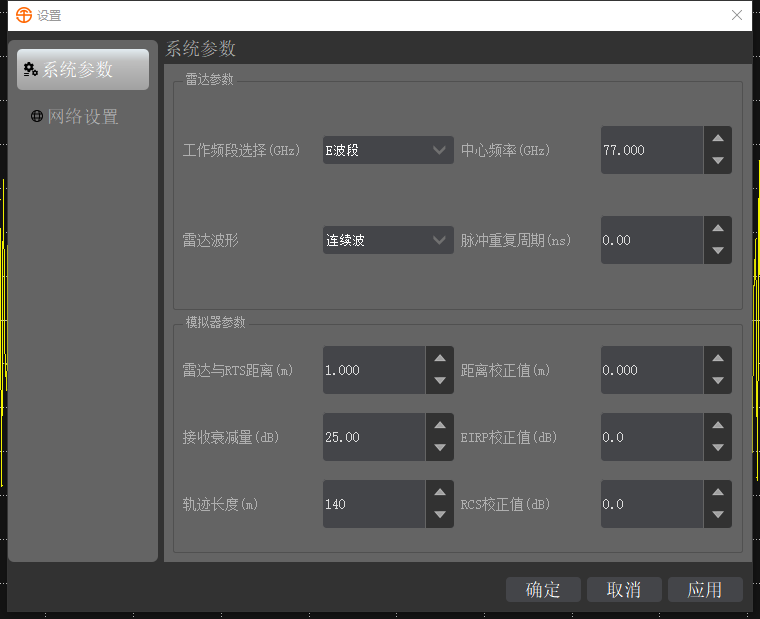 设置
系统参数
网络设置
系统参数
雷达参数
工作频段选择(GHz) E波段 中心频率(GHz) 77.000
雷达波形 连续波 脉冲重复周期(ns) 0.00
模拟器参数
雷达与RTS距离(m) 1.000 距离校正值(m) 0.000
接收衰减量(dB) 25.00 EIRP校正值(dB) 0.0
轨迹长度(m) 140 RCS校正值(dB) 0.0
确定 取消 应用